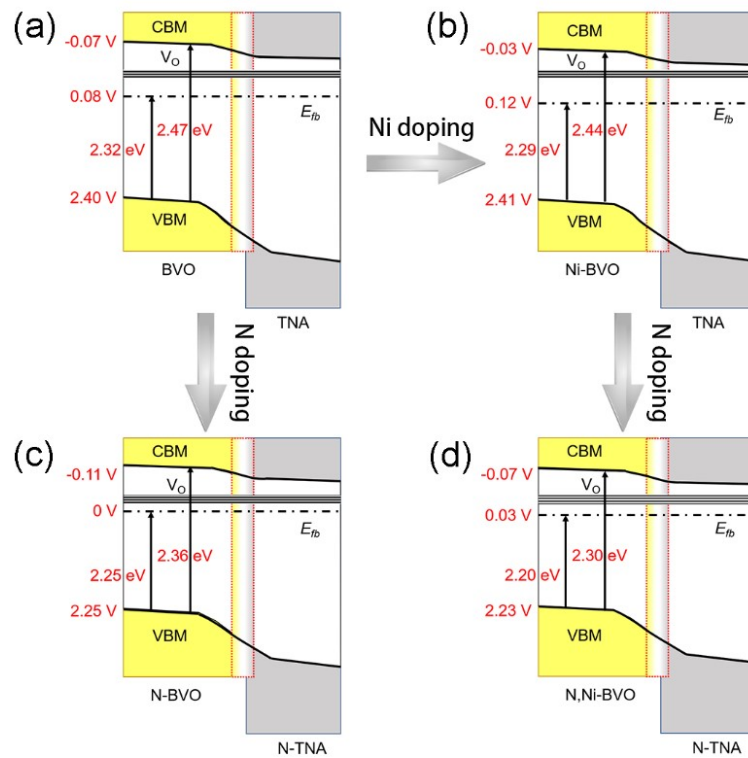 (a)
CBM
-0.07 V
VO
0.08 V
Efb
2.47 eV
2.32 eV
2.40 V
VBM
BVO
TNA
Ni doping
(b)
CBM
-0.03 V
VO
0.12 V
Efb
2.44 eV
2.29 eV
2.41 V
VBM
Ni-BVO
TNA
N doping
N doping
(c)
CBM
-0.11 V
VO
0 V
Efb
2.36 eV
2.25 eV
2.25 V
VBM
N-BVO
N-TNA
(d)
CBM
-0.07 V
VO
0.03 V
Efb
2.30 eV
2.20 eV
2.23 V
VBM
N,Ni-BVO
N-TNA